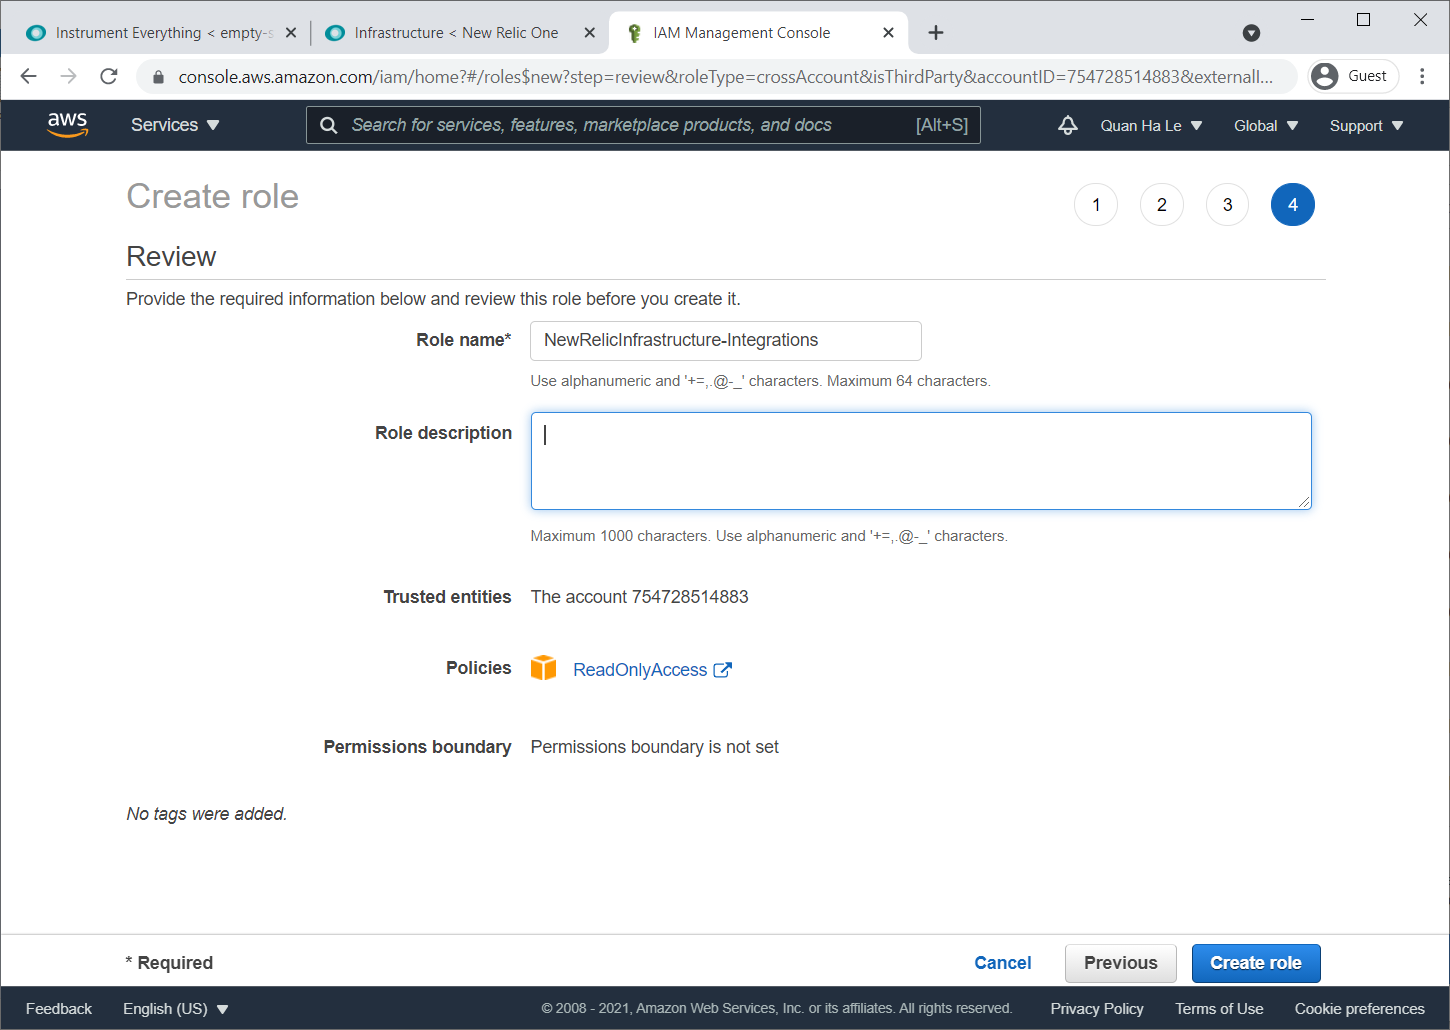 Instrument Everything < empty-s
Infrastructure < New Relic One
IAM Management Console
console.aws.amazon.com/iam/home?#/roles$new?step=review&roleType=crossAccount&isThirdParty&accountID=754728514883&externalI...
Guest
aws
Services
Search for services, features, marketplace products, and docs
[Alt+S]
Quan Ha Le
Global
Support
Create role
1
2
3
4
Review
Provide the required information below and review this role before you create it.
Role name*
NewRelicInfrastructure-Integrations
Use alphanumeric and '+=,.@-_' characters. Maximum 64 characters.
Role description
Maximum 1000 characters. Use alphanumeric and '+=,.@-_' characters.
Trusted entities
The account 754728514883
Policies
ReadOnlyAccess
Permissions boundary
Permissions boundary is not set
No tags were added.
* Required
Cancel
Previous
Create role
Feedback
English (US)
© 2008 - 2021, Amazon Web Services, Inc. or its affiliates. All rights reserved.
Privacy Policy
Terms of Use
Cookie preferences